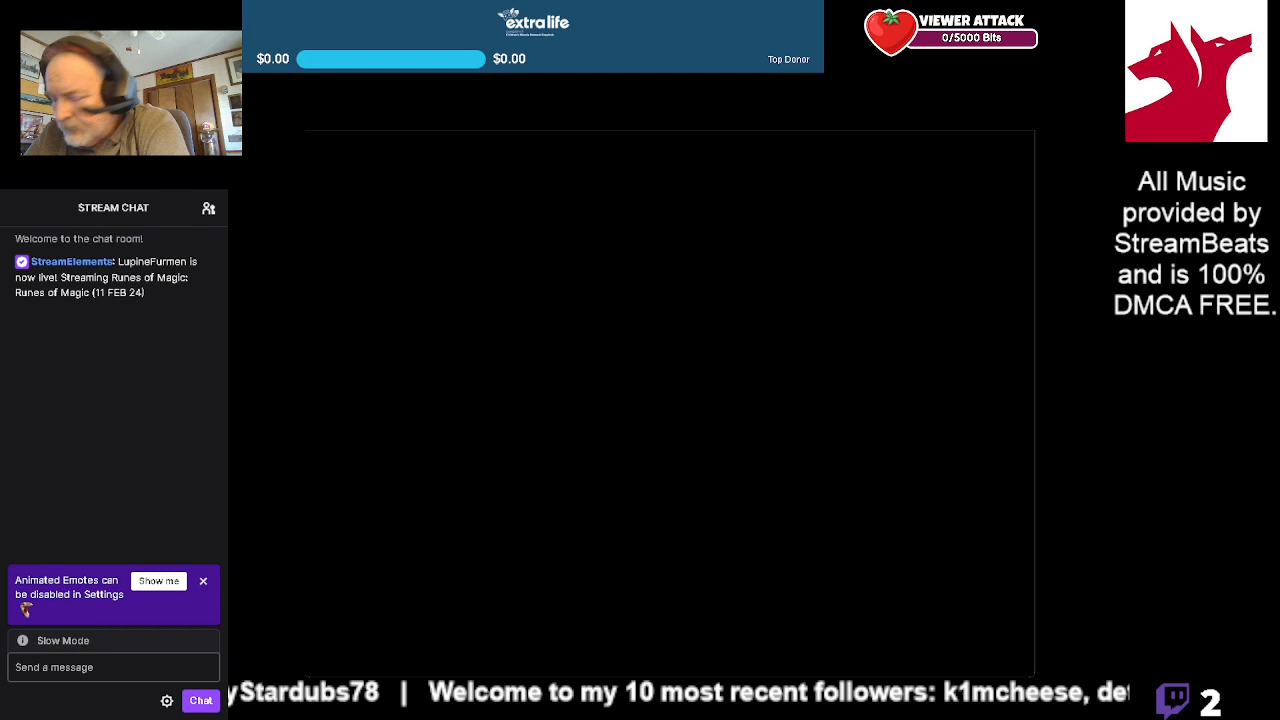 extralife
$0.00
$0.00
Top Donor
VIEWER ATTACK
0/5000 Bits
All Music
provided by
StreamBeats
and is 100%
DMCA FREE.
STREAM CHAT
Welcome to the chat room!
StreamElements: LupineFurmen is
now live! Streaming Runes of Magic:
Runes of Magic (11 FEB 24)
Animated Emotes can
be disabled in Settings
Show me
Slow Mode
Send a message
Chat
yStardubs78 | Welcome to my 10 most recent followers: k1mcheese, def
2